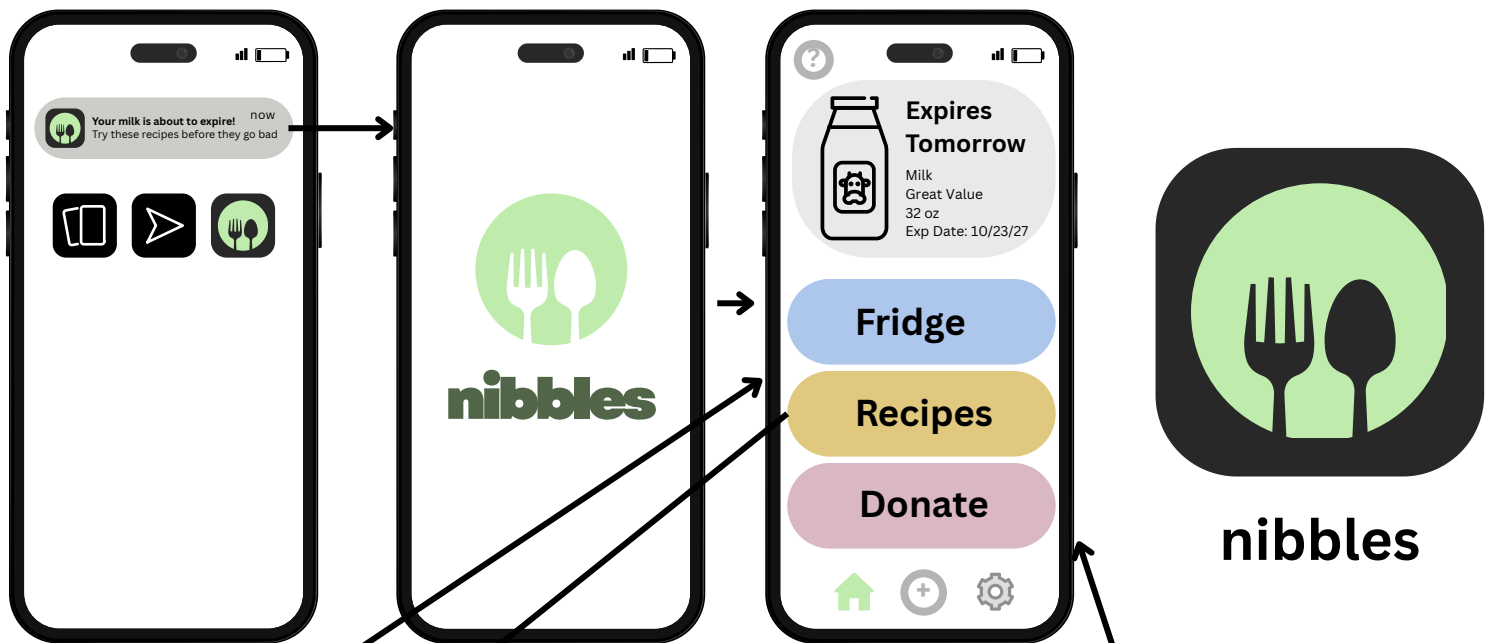 Your milk is about to expire!
now
Try these recipes before they go bad
nibbles
?
Expires
Tomorrow
Milk
Great Value
32 oz
Exp Date: 10/23/27
Fridge
Recipes
Donate
+
nibbles